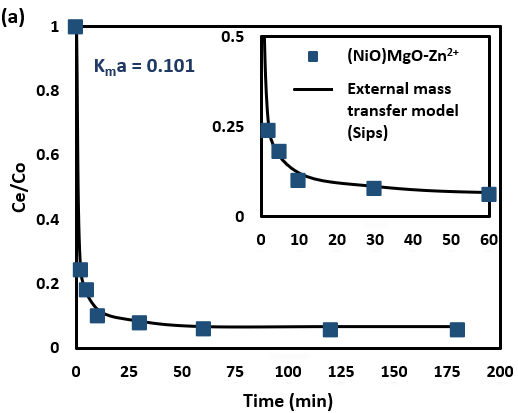 (a)
Kₘa = 0.101
Ce/Co
1
0.8
0.6
0.4
0.2
0
0 25 50 75 100 125 150 175 200
Time (min)
0.5
0.25
0
0 10 20 30 40 50 60
(NiO)MgO-Zn²⁺
External mass
transfer model
(Sips)